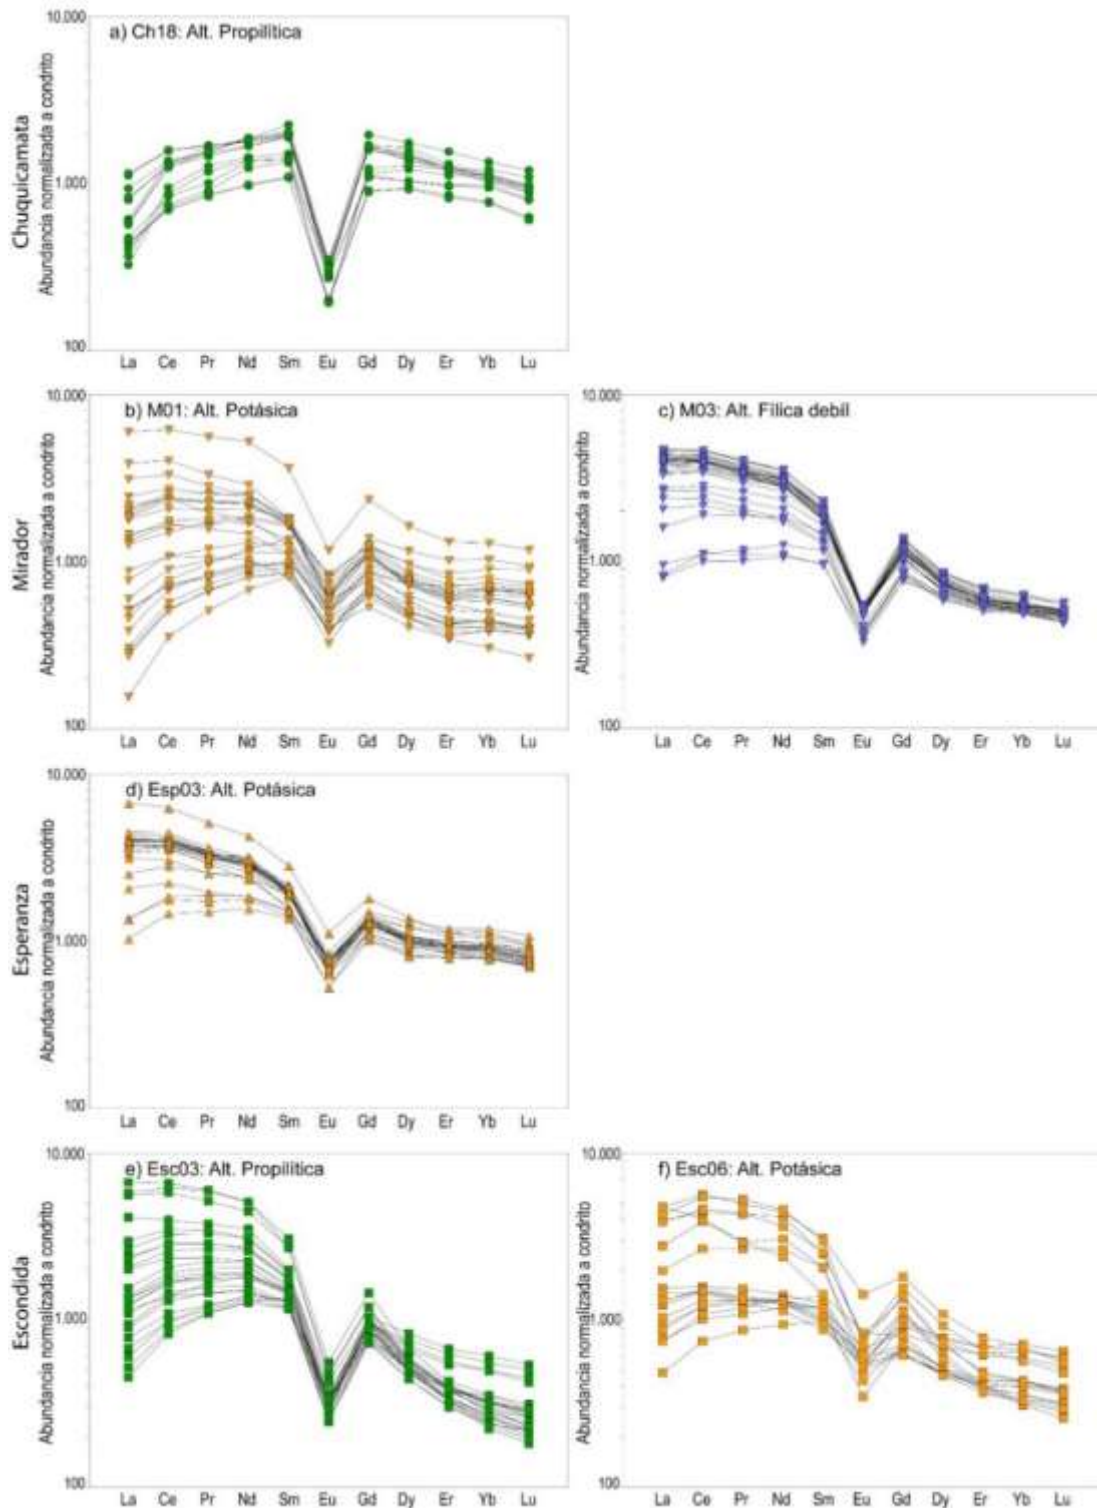 Chuquicamata
Abundancia normalizada a condrito
10.000
1.000
100
a) Ch18: Alt. Propilítica
La Ce Pr Nd Sm Eu Gd Dy Er Yb Lu
Mirador
Abundancia normalizada a condrito
10.000
1.000
100
b) M01: Alt. Potásica
La Ce Pr Nd Sm Eu Gd Dy Er Yb Lu
Abundancia normalizada a condrito
10.000
1.000
100
c) M03: Alt. Fílica debíl
La Ce Pr Nd Sm Eu Gd Dy Er Yb Lu
Esperanza
Abundancia normalizada a condrito
10.000
1.000
100
d) Esp03: Alt. Potásica
La Ce Pr Nd Sm Eu Gd Dy Er Yb Lu
Escondida
Abundancia normalizada a condrito
10.000
1.000
100
e) Esc03: Alt. Propilítica
La Ce Pr Nd Sm Eu Gd Dy Er Yb Lu
Abundancia normalizada a condrito
10.000
1.000
100
f) Esc06: Alt. Potásica
La Ce Pr Nd Sm Eu Gd Dy Er Yb Lu